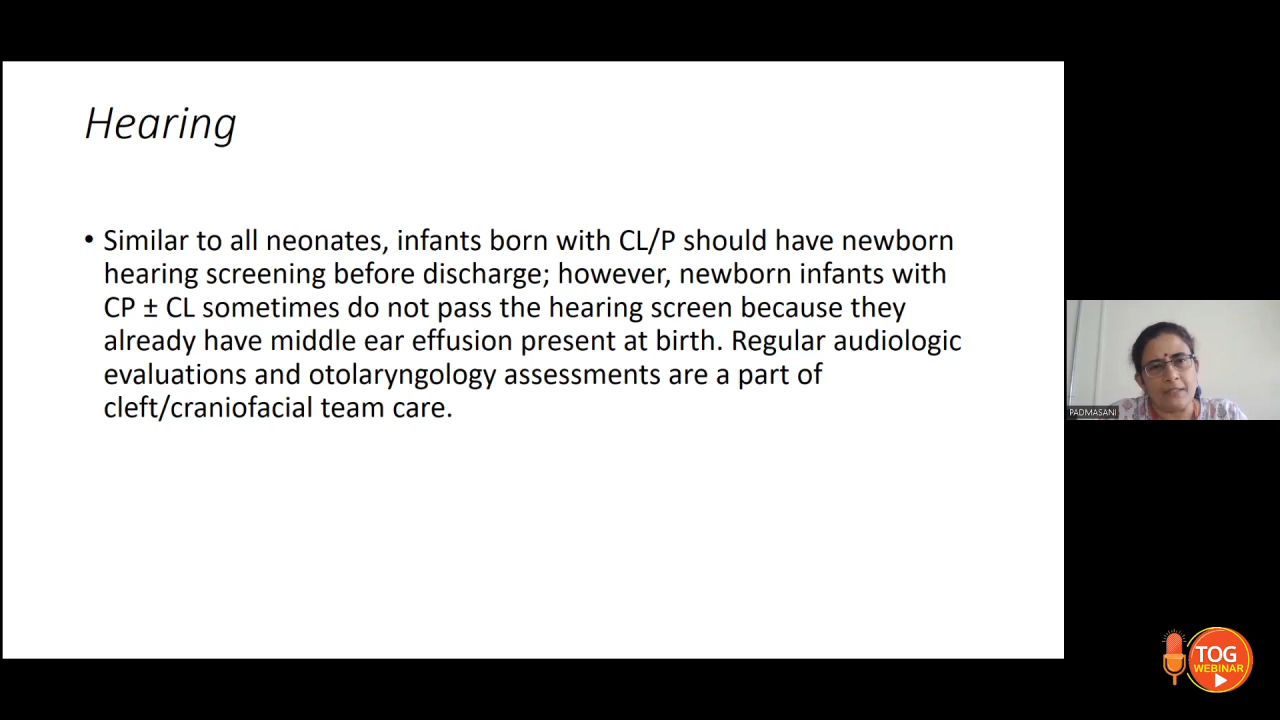 Hearing
• Similar to all neonates, infants born with CL/P should have newborn
hearing screening before discharge; however, newborn infants with
CP ± CL sometimes do not pass the hearing screen because they
already have middle ear effusion present at birth. Regular audiologic
evaluations and otolaryngology assessments are a part of
cleft/craniofacial team care.
PADMASANI
TOG
WEBINAR